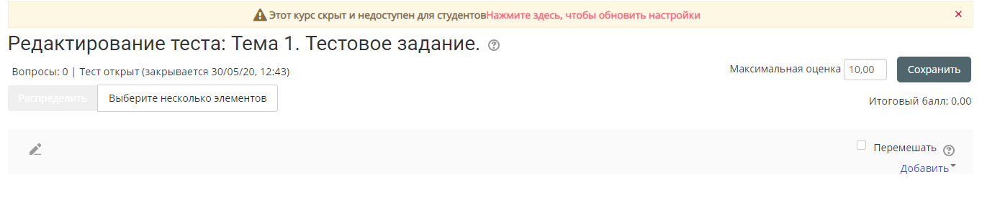 Этот курс скрыт и недоступен для студентовНажмите здесь, чтобы обновить настройки ×
Редактирование теста: Тема 1. Тестовое задание.
Вопросы: 0 | Тест открыт (закрывается 30/05/20, 12:43)
Максимальная оценка 10,00 Сохранить
Распределить Выберите несколько элементов
Итоговый балл: 0,00
Перемешать
Добавить